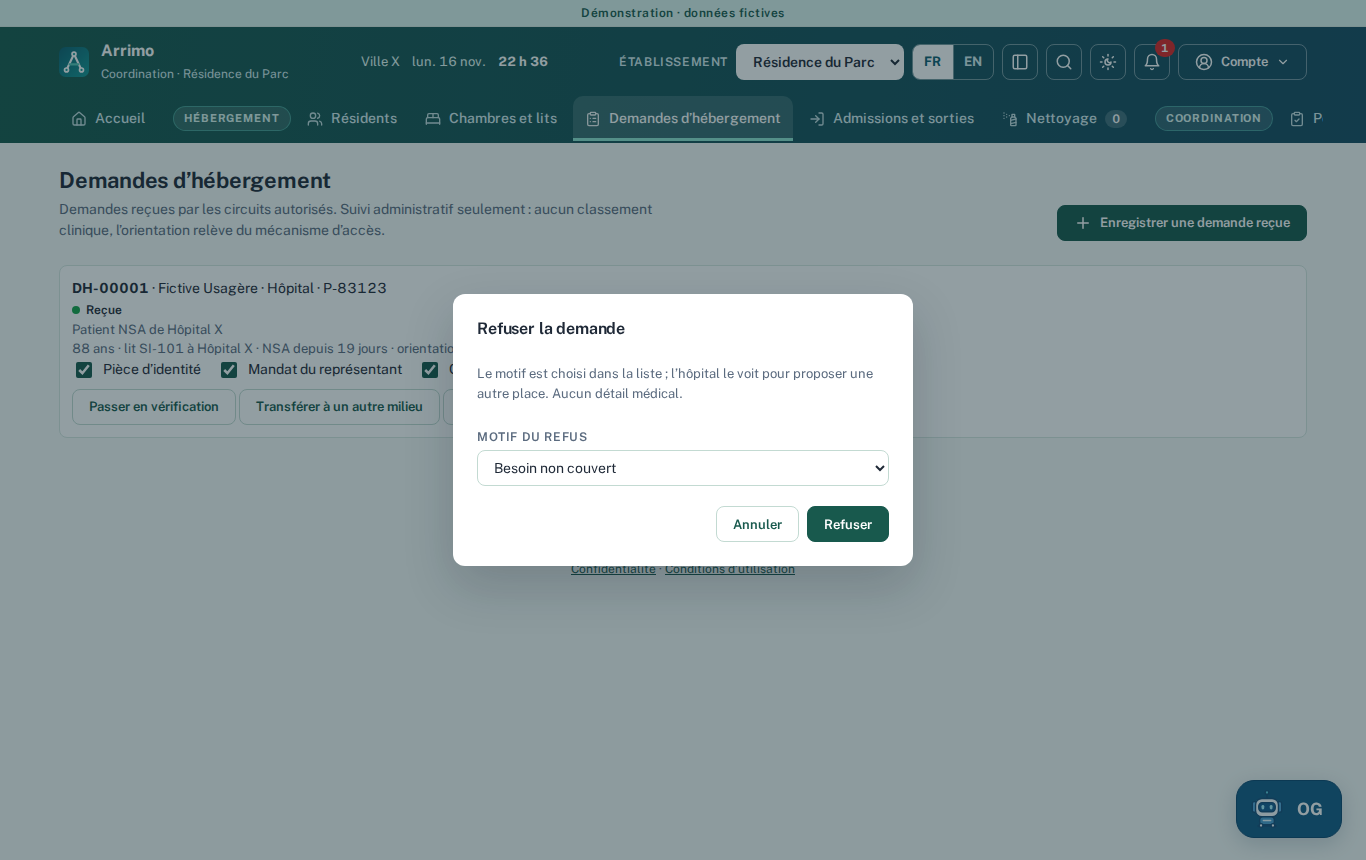 Démonstration · données fictives
Arrimo
Coordination · Résidence du Parc
Ville X lun. 16 nov. 22 h 36
ÉTABLISSEMENT
Résidence du Parc
FR
EN
1
Compte
Accueil
HÉBERGEMENT
Résidents
Chambres et lits
Demandes d'hébergement
Admissions et sorties
Nettoyage 0
COORDINATION
P
Demandes d'hébergement
Demandes reçues par les circuits autorisés. Suivi administratif seulement : aucun classement
clinique, l'orientation relève du mécanisme d'accès.
Enregistrer une demande reçue
DH-00001 · Fictive Usagère · Hôpital · P-83123
Reçue
Patient NSA de Hôpital X
88 ans · lit SI-101 à Hôpital X · NSA depuis 19 jours ·
Pièce d'identité
Mandat du représentant
Passer en vérification
Transférer à un autre milieu
Refuser la demande
Le motif est choisi dans la liste ; l'hôpital le voit pour proposer une
autre place. Aucun détail médical.
MOTIF DU REFUS
Besoin non couvert
Annuler
Refuser
Confidentialité · Conditions d'utilisation
OG